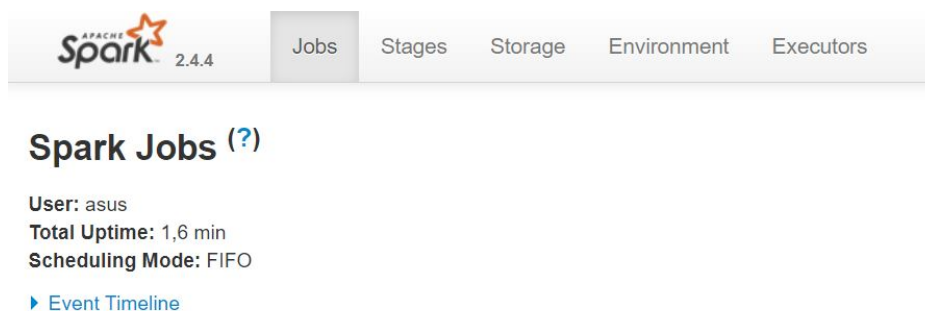 APACHE
Spark 2.4.4 Jobs Stages Storage Environment Executors
Spark Jobs (?)
User: asus
Total Uptime: 1,6 min
Scheduling Mode: FIFO
Event Timeline